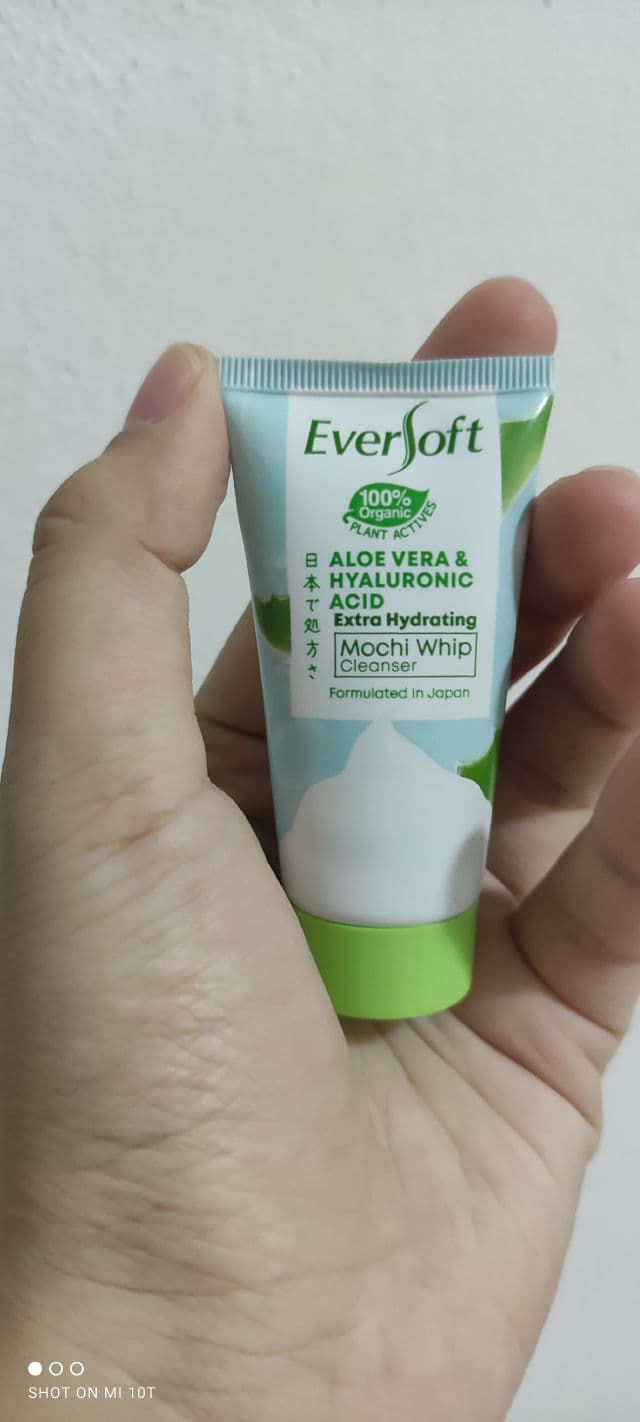 EverSoft
100%
Organic
PLANT ACTIVES
日本で処方さ
ALOE VERA &
HYALURONIC
ACID
Extra Hydrating
Mochi Whip
Cleanser
Formulated in Japan
SHOT ON MI 10T